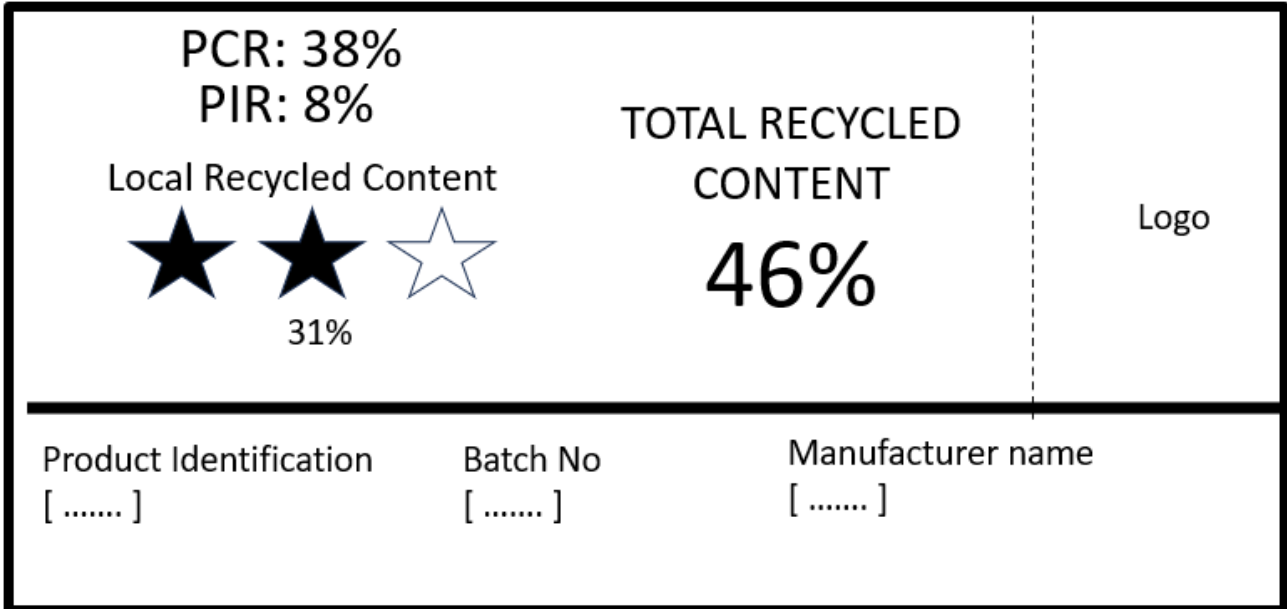 PCR: 38%
PIR: 8%
Local Recycled Content
31%
TOTAL RECYCLED
CONTENT
46%
Logo
Product Identification
[ ....... ]
Batch No
[ ....... ]
Manufacturer name
[ ....... ]